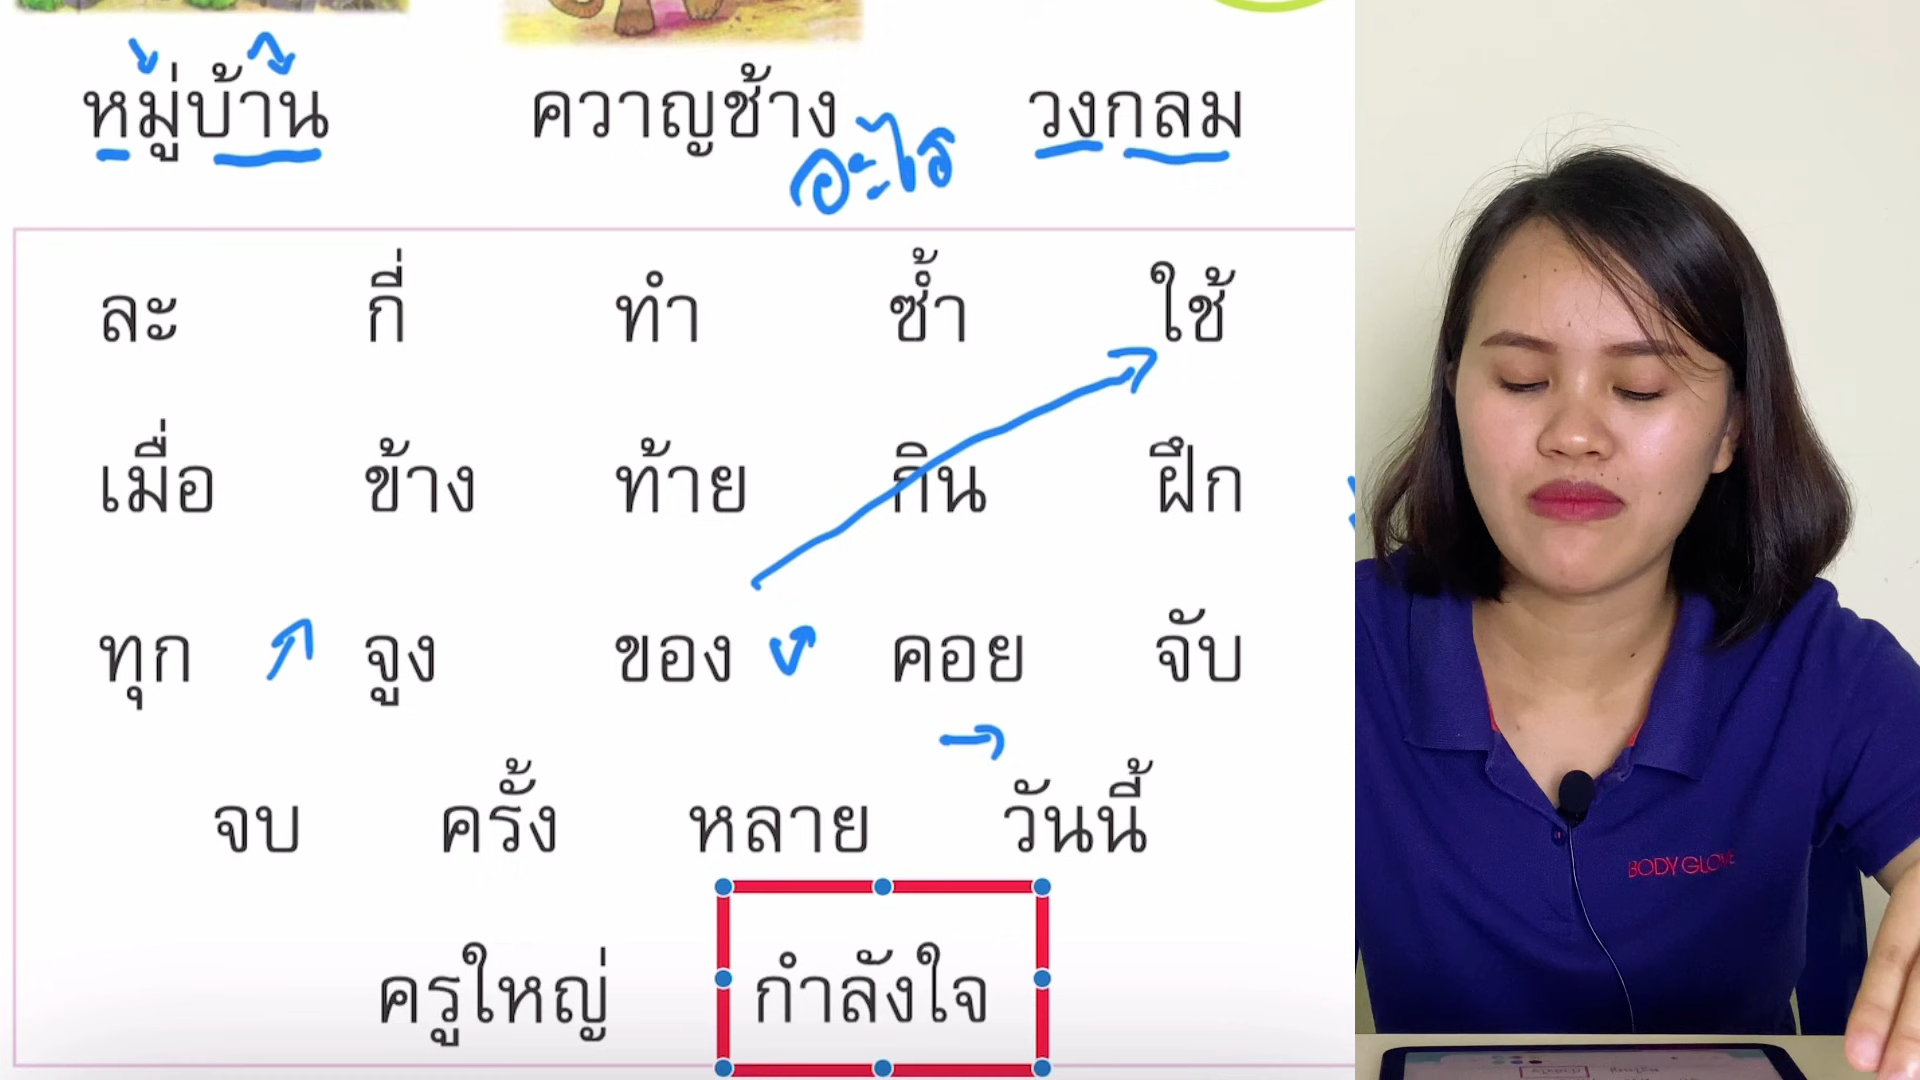 หมู่บ้าน ควาญช้าง วงกลม
อะไร
ละ กี่ ทำ ซ้ำ ใช้
เมื่อ ข้าง ท้าย กิน ฝึก
ทุก จูง ของ คอย จับ
จบ ครั้ง หลาย วันนี้
ครูใหญ่ กำลังใจ
BODY GLOVE